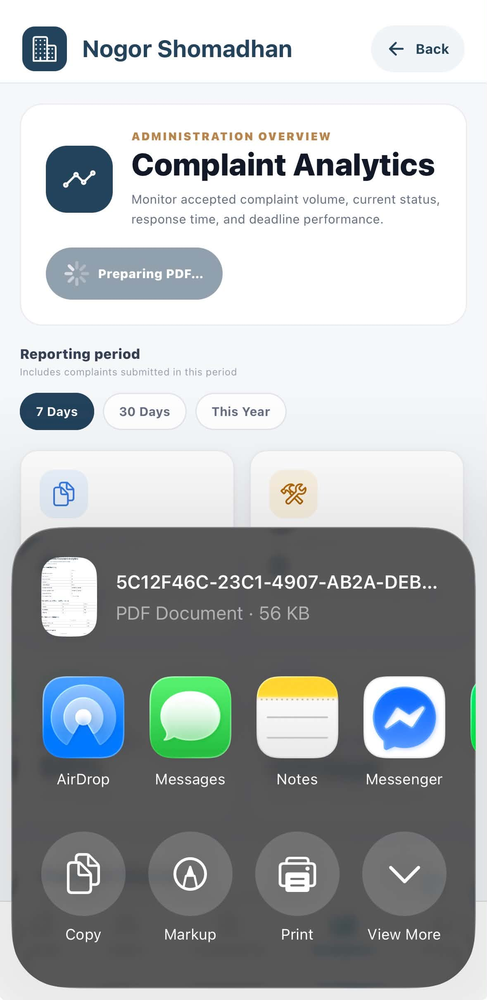 Nogor Shomadhan
Back
ADMINISTRATION OVERVIEW
Complaint Analytics
Monitor accepted complaint volume, current status,
response time, and deadline performance.
Preparing PDF...
Reporting period
Includes complaints submitted in this period
7 Days
30 Days
This Year
5C12F46C-23C1-4907-AB2A-DEB...
PDF Document · 56 KB
AirDrop
Messages
Notes
Messenger
Copy
Markup
Print
View More